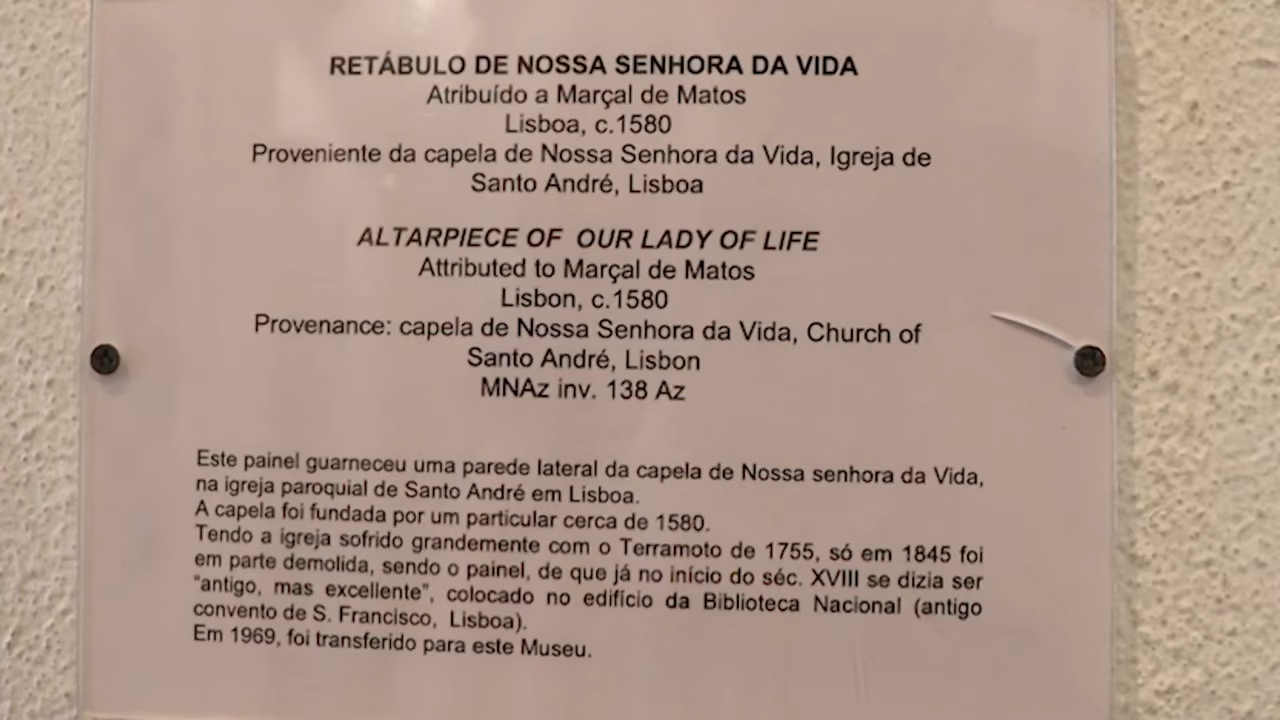 RETÁBULO DE NOSSA SENHORA DA VIDA
Atribuído a Marçal de Matos
Lisboa, c.1580
Proveniente da capela de Nossa Senhora da Vida, Igreja de
Santo André, Lisboa
ALTARPIECE OF OUR LADY OF LIFE
Attributed to Marçal de Matos
Lisbon, c.1580
Provenance: capela de Nossa Senhora da Vida, Church of
Santo André, Lisbon
MNAz inv. 138 Az
Este painel guarneceu uma parede lateral da capela de Nossa senhora da Vida,
na igreja paroquial de Santo André em Lisboa.
A capela foi fundada por um particular cerca de 1580.
Tendo a igreja sofrido grandemente com o Terramoto de 1755, só em 1845 foi
em parte demolida, sendo o painel, de que já no início do séc. XVIII se dizia ser
"antigo, mas excellente", colocado no edifício da Biblioteca Nacional (antigo
convento de S. Francisco, Lisboa).
Em 1969, foi transferido para este Museu.